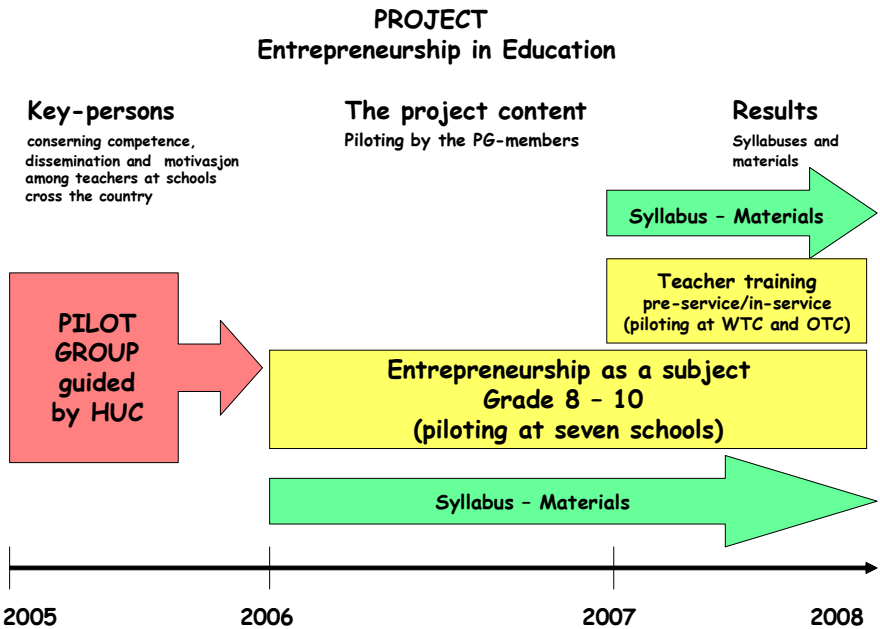 PROJECT
Entrepreneurship in Education
Key-persons
conserning competence,
dissemination and motivasjon
among teachers at schools
cross the country
The project content
Piloting by the PG-members
Results
Syllabuses and
materials
Syllabus – Materials
Teacher training
pre-service/in-service
(piloting at WTC and OTC)
PILOT
GROUP
guided
by HUC
Entrepreneurship as a subject
Grade 8 – 10
(piloting at seven schools)
Syllabus – Materials
2005 2006 2007 2008